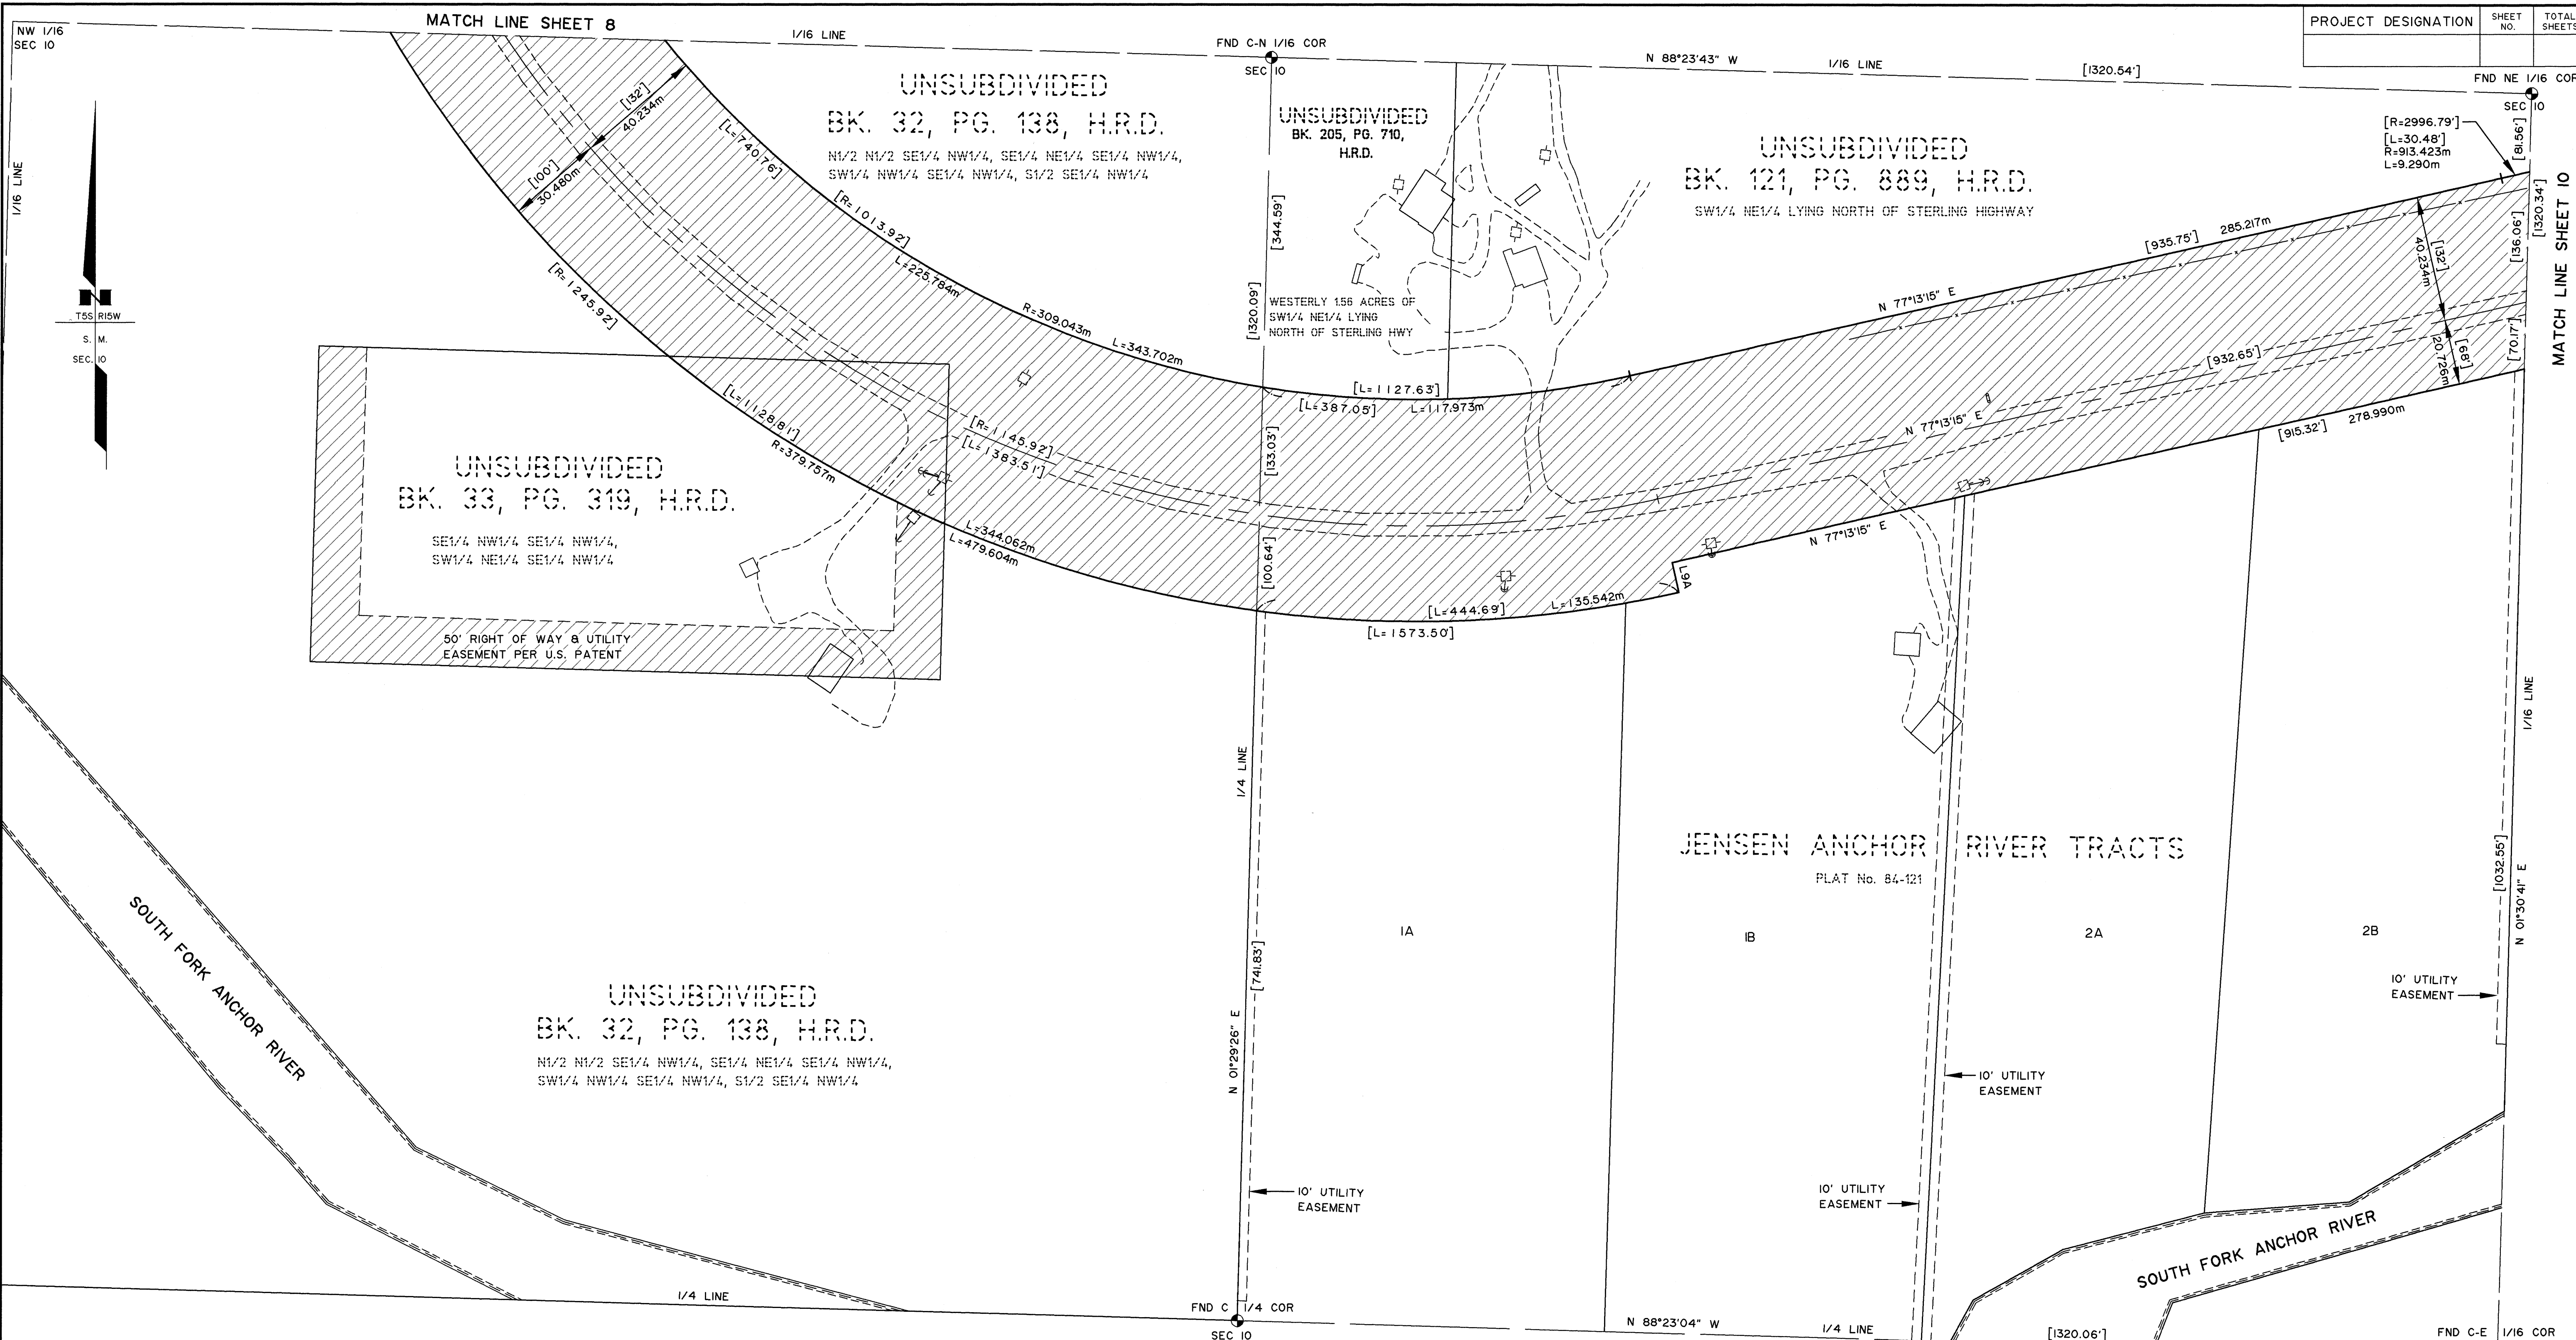 MATCH LINE SHEET 8
PROJECT DESIGNATION
SHEET NO.
TOTAL SHEETS
NW 1/16
SEC 10
1/16 LINE
FND C-N 1/16 COR
SEC 10
N 88°23'43" W
1/16 LINE
[1320.54']
FND NE 1/16 COR
SEC 10
1/16 LINE
T5S R15W
S. M.
SEC. 10
[132']
40.234m
[100']
30.480m
[L=740.76']
UNSUBDIVIDED
BK. 32, PG. 138, H.R.D.
N1/2 N1/2 SE1/4 NW1/4, SE1/4 NE1/4 SE1/4 NW1/4,
SW1/4 NW1/4 SE1/4 NW1/4, S1/2 SE1/4 NW1/4
UNSUBDIVIDED
BK. 205, PG. 710,
H.R.D.
WESTERLY 1.56 ACRES OF
SW1/4 NE1/4 LYING
NORTH OF STERLING HWY
UNSUBDIVIDED
BK. 121, PG. 889, H.R.D.
SW1/4 NE1/4 LYING NORTH OF STERLING HIGHWAY
[R=2996.79']
[L=30.48']
R=913.423m
L=9.290m
[81.56']
[1320.34']
MATCH LINE SHEET 10
[136.06']
[70.17']
[R=1013.92']
L=225.784m
R=309.043m
L=343.702m
[344.59']
[1320.09']
[R=1245.92']
[L=1127.63']
[L=387.05']
L=117.973m
N 77°13'15" E
[935.75']
285.217m
[132']
40.234m
[68']
20.726m
[932.65']
N 77°13'15" E
[915.32']
278.990m
N 77°13'15" E
[L=1128.81']
R=379.757m
[R=1145.92']
[L=1383.51']
[133.03']
[100.64']
L=344.062m
L=479.604m
[L=444.69']
L=135.542m
[L=1573.50']
L9A
UNSUBDIVIDED
BK. 33, PG. 319, H.R.D.
SE1/4 NW1/4 SE1/4 NW1/4,
SW1/4 NE1/4 SE1/4 NW1/4
50' RIGHT OF WAY & UTILITY
EASEMENT PER U.S. PATENT
1/4 LINE
1/16 LINE
JENSEN ANCHOR RIVER TRACTS
PLAT No. 84-121
1A
1B
2A
2B
[1032.55']
N 01°30'41" E
[741.83']
N 01°29'26" E
SOUTH FORK ANCHOR RIVER
UNSUBDIVIDED
BK. 32, PG. 138, H.R.D.
N1/2 N1/2 SE1/4 NW1/4, SE1/4 NE1/4 SE1/4 NW1/4,
SW1/4 NW1/4 SE1/4 NW1/4, S1/2 SE1/4 NW1/4
10' UTILITY
EASEMENT
10' UTILITY
EASEMENT
10' UTILITY
EASEMENT
10' UTILITY
EASEMENT
SOUTH FORK ANCHOR RIVER
1/4 LINE
FND C 1/4 COR
SEC 10
N 88°23'04" W
1/4 LINE
[1320.06']
FND C-E 1/16 COR